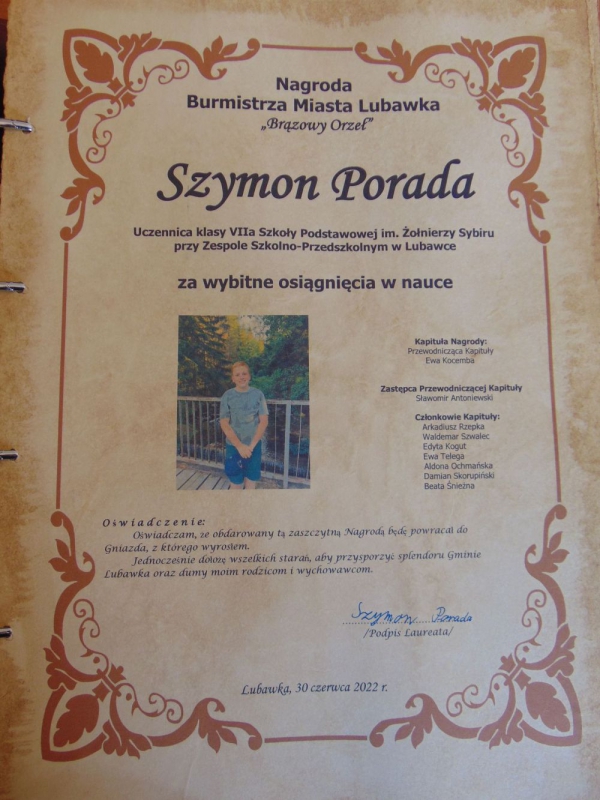 Nagroda
Burmistrza Miasta Lubawka
„Brązowy Orzeł”
Szymon Porada
Uczennica klasy VIIa Szkoły Podstawowej im. Żołnierzy Sybiru
przy Zespole Szkolno-Przedszkolnym w Lubawce
za wybitne osiągnięcia w nauce
Kapituła Nagrody:
Przewodnicząca Kapituły
Ewa Kocemba
Zastępca Przewodniczącej Kapituły
Sławomir Antoniewski
Członkowie Kapituły:
Arkadiusz Rzepka
Waldemar Szwalec
Edyta Kogut
Ewa Telega
Aldona Ochmańska
Damian Skorupiński
Beata Śnieżna
Oświadczenie:
Oświadczam, że obdarowany tą zaszczytną Nagrodą będę powracał do
Gniazda, z którego wyrosłem.
Jednocześnie dołożę wszelkich starań, aby przysporzyć splendoru Gminie
Lubawka oraz dumy moim rodzicom i wychowawcom.
Szymon Porada
/Podpis Laureata/
Lubawka, 30 czerwca 2022 r.